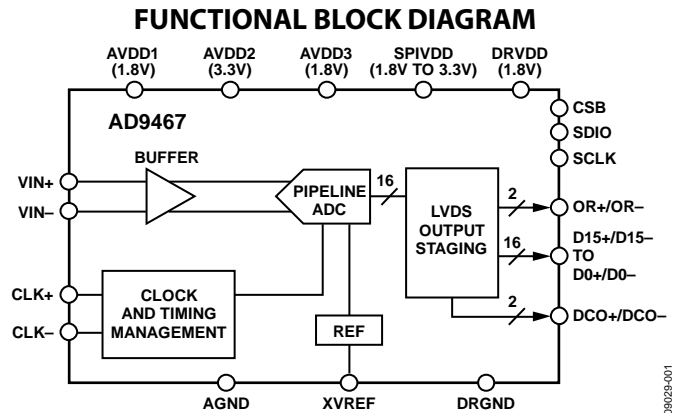 FUNCTIONAL BLOCK DIAGRAM
AVDD1
(1.8V)
AVDD2
(3.3V)
AVDD3
(1.8V)
SPIVDD
(1.8V TO 3.3V)
DRVDD
(1.8V)
AD9467
CSB
SDIO
SCLK
BUFFER
VIN+
VIN–
PIPELINE
ADC
16
LVDS
OUTPUT
STAGING
2
OR+/OR–
16
D15+/D15–
TO
D0+/D0–
2
DCO+/DCO–
CLK+
CLK–
CLOCK
AND TIMING
MANAGEMENT
REF
AGND
XVREF
DRGND
09029-001